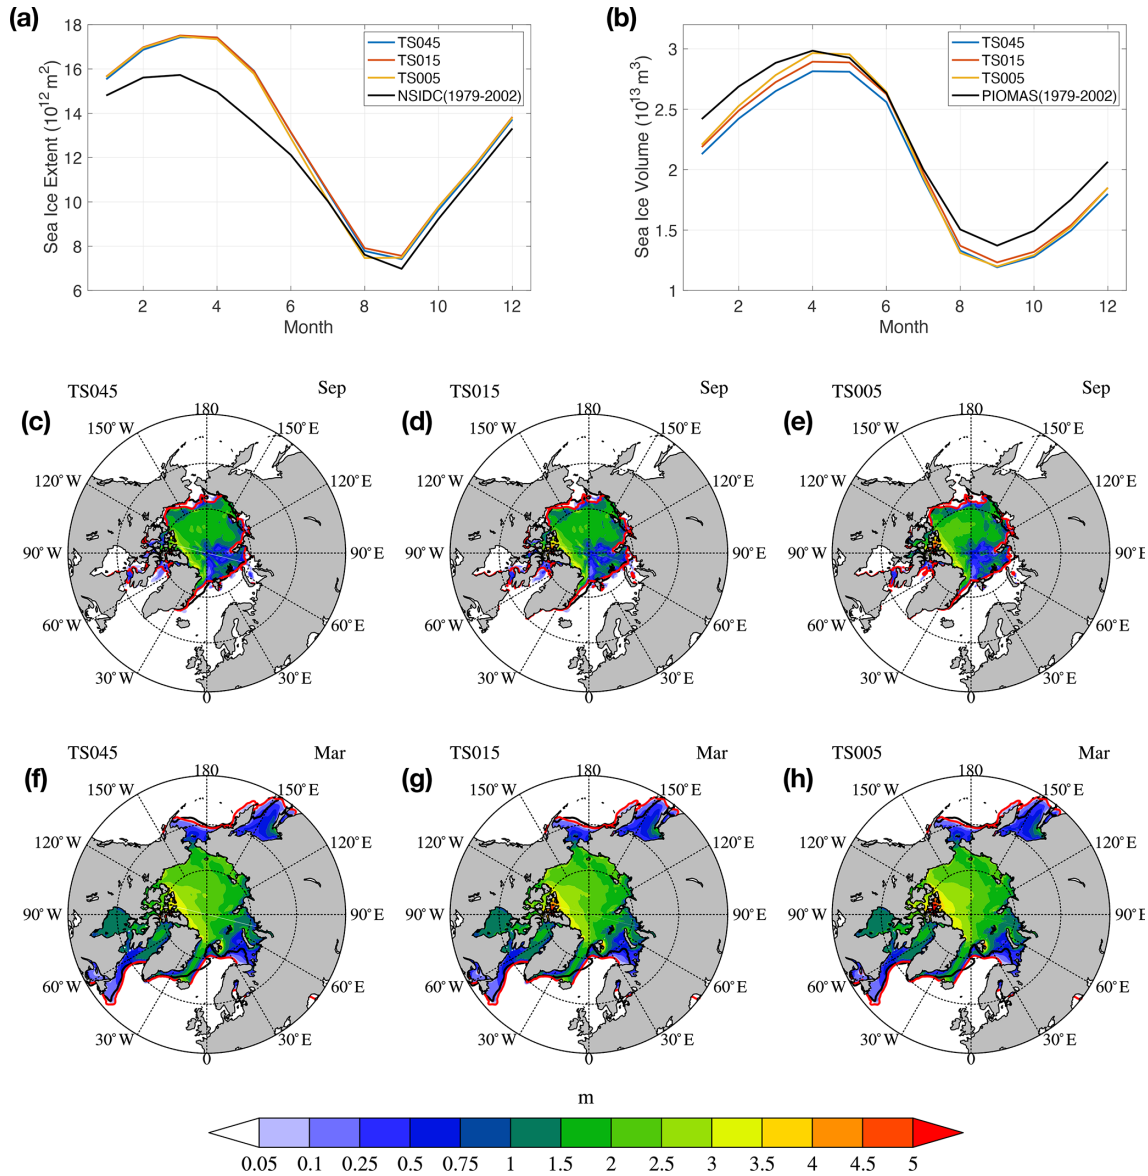 (a)
18
16
14
12
10
8
6
Sea Ice Extent (10^12 m^2)
2 4 6 8 10 12
Month
TS045
TS015
TS005
NSIDC(1979-2002)
(b)
3
2.5
2
1.5
1
Sea Ice Volume (10^13 m^3)
2 4 6 8 10 12
Month
TS045
TS015
TS005
PIOMAS(1979-2002)
TS045 Sep
(c)
180
150° W 150° E
120° W 120° E
90° W 90° E
60° W 60° E
30° W 30° E
0
TS015 Sep
(d)
180
150° W 150° E
120° W 120° E
90° W 90° E
60° W 60° E
30° W 30° E
0
TS005 Sep
(e)
180
150° W 150° E
120° W 120° E
90° W 90° E
60° W 60° E
30° W 30° E
0
TS045 Mar
(f)
180
150° W 150° E
120° W 120° E
90° W 90° E
60° W 60° E
30° W 30° E
0
TS015 Mar
(g)
180
150° W 150° E
120° W 120° E
90° W 90° E
60° W 60° E
30° W 30° E
0
TS005 Mar
(h)
180
150° W 150° E
120° W 120° E
90° W 90° E
60° W 60° E
30° W 30° E
0
m
0.05 0.1 0.25 0.5 0.75 1 1.5 2 2.5 3 3.5 4 4.5 5